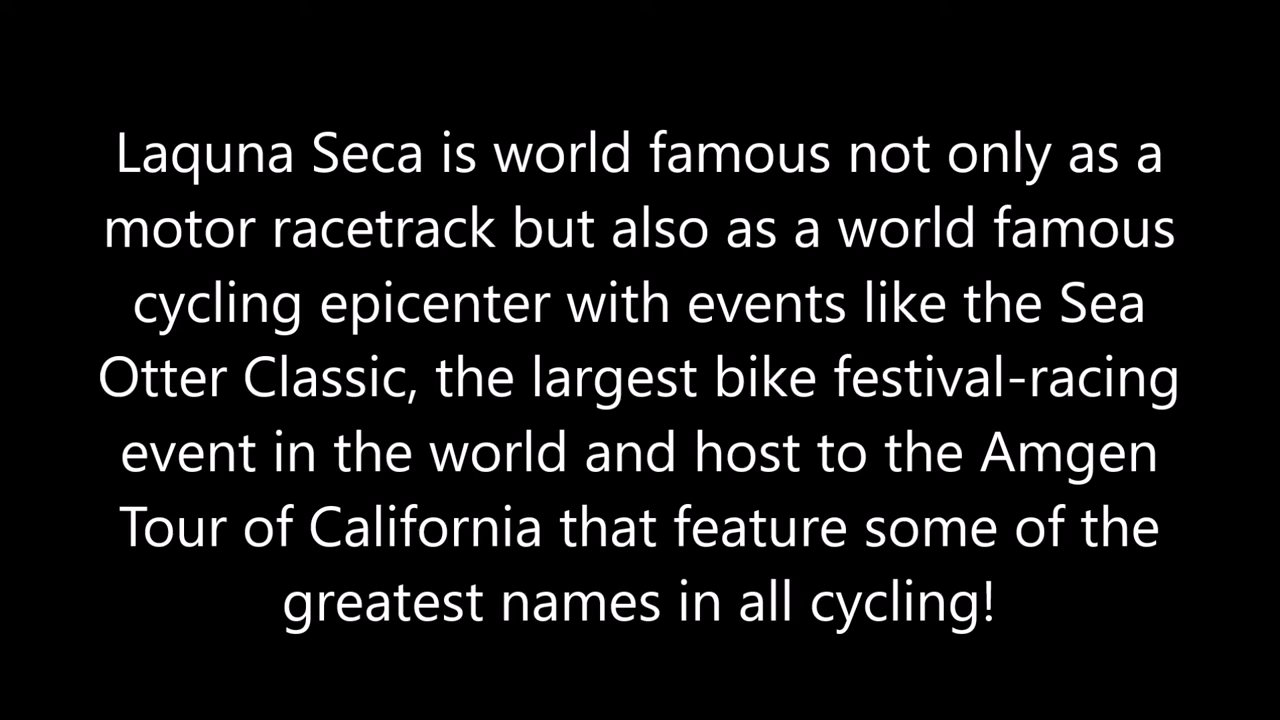 Laquna Seca is world famous not only as a
motor racetrack but also as a world famous
cycling epicenter with events like the Sea
Otter Classic, the largest bike festival-racing
event in the world and host to the Amgen
Tour of California that feature some of the
greatest names in all cycling!